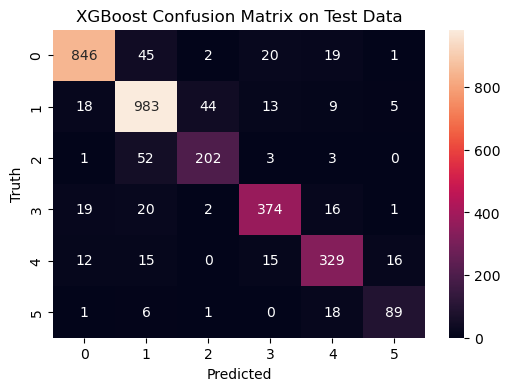 XGBoost Confusion Matrix on Test Data
0 846 45 2 20 19 1
1 18 983 44 13 9 5
2 1 52 202 3 3 0
3 19 20 2 374 16 1
4 12 15 0 15 329 16
5 1 6 1 0 18 89
0 1 2 3 4 5
Truth
Predicted
800
600
400
200
0